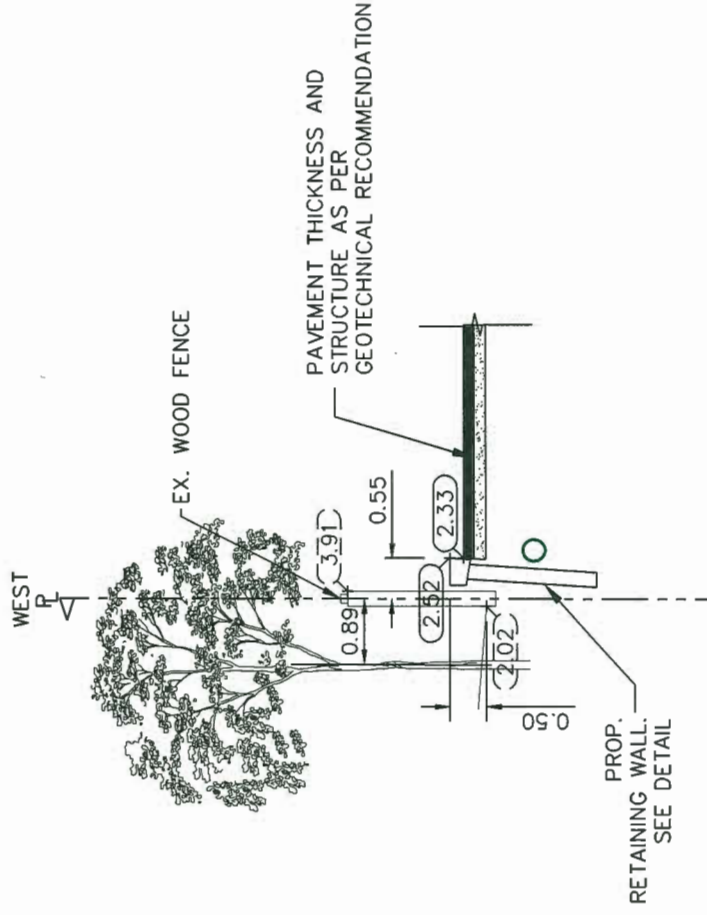 WEST
PL
EX. WOOD FENCE
PAVEMENT THICKNESS AND
STRUCTURE AS PER
GEOTECHNICAL RECOMMENDATION
3.91
0.55
0.89
2.33
2.52
2.02
0.50
PROP.
RETAINING WALL.
SEE DETAIL